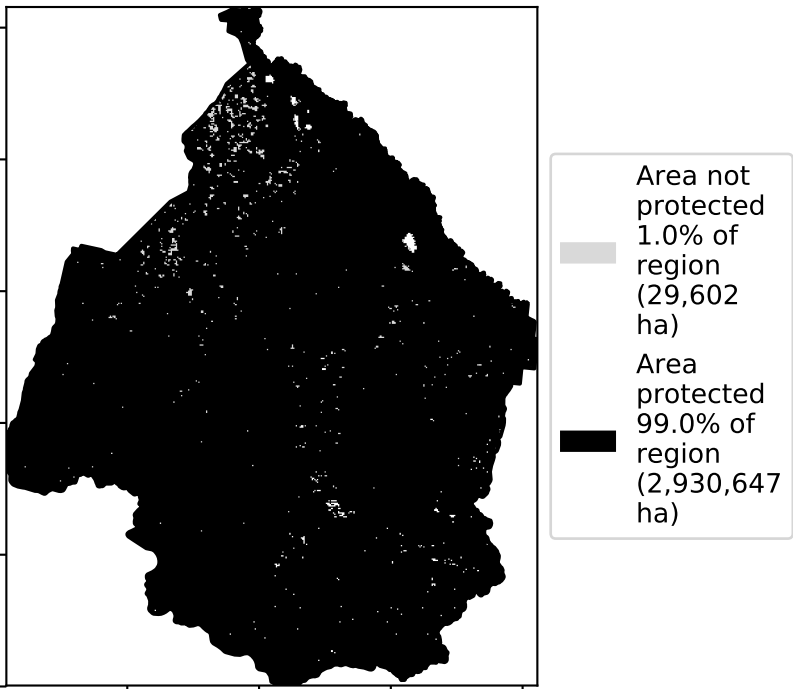 Area not
protected
1.0% of
region
(29,602
ha)
Area
protected
99.0% of
region
(2,930,647
ha)